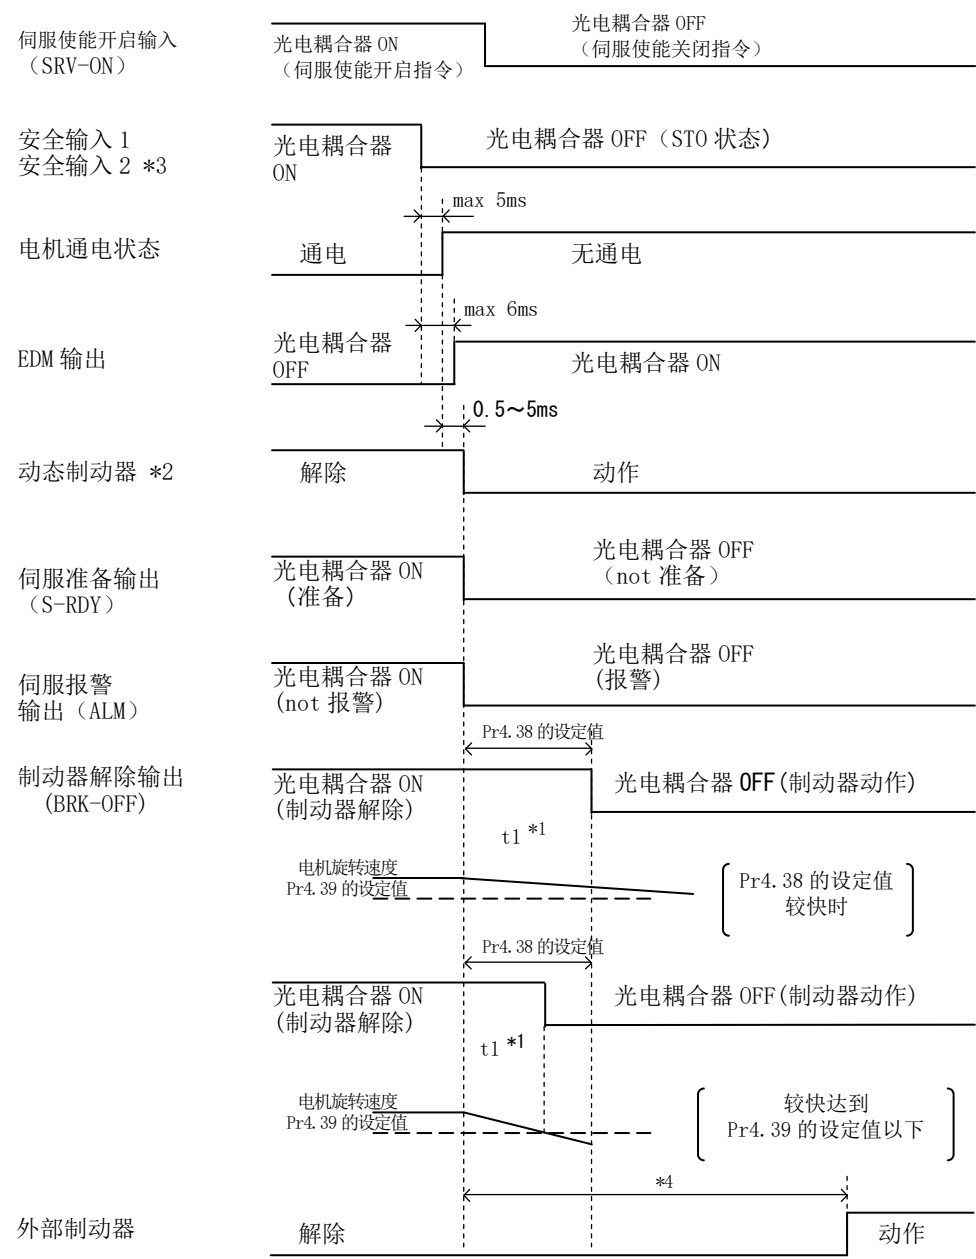 伺服使能开启输入
（SRV-ON）
光电耦合器 ON
（伺服使能开启指令）
光电耦合器 OFF
（伺服使能关闭指令）
安全输入 1
安全输入 2 *3
光电耦合器
ON
光电耦合器 OFF（STO 状态)
max 5ms
电机通电状态
通电
无通电
max 6ms
EDM 输出
光电耦合器
OFF
光电耦合器 ON
0.5～5ms
动态制动器 *2
解除
动作
伺服准备输出
（S-RDY）
光电耦合器 ON
(准备)
光电耦合器 OFF
（not 准备）
伺服报警
输出（ALM）
光电耦合器 ON
(not 报警)
光电耦合器 OFF
(报警)
Pr4.38 的设定值
制动器解除输出
(BRK-OFF)
光电耦合器 ON
(制动器解除)
光电耦合器 OFF(制动器动作)
t1 *1
电机旋转速度
Pr4.39 的设定值
Pr4.38 的设定值
较快时
Pr4.38 的设定值
光电耦合器 ON
(制动器解除)
光电耦合器 OFF(制动器动作)
t1 *1
电机旋转速度
Pr4.39 的设定值
较快达到
Pr4.39 的设定值以下
*4
外部制动器
解除
动作